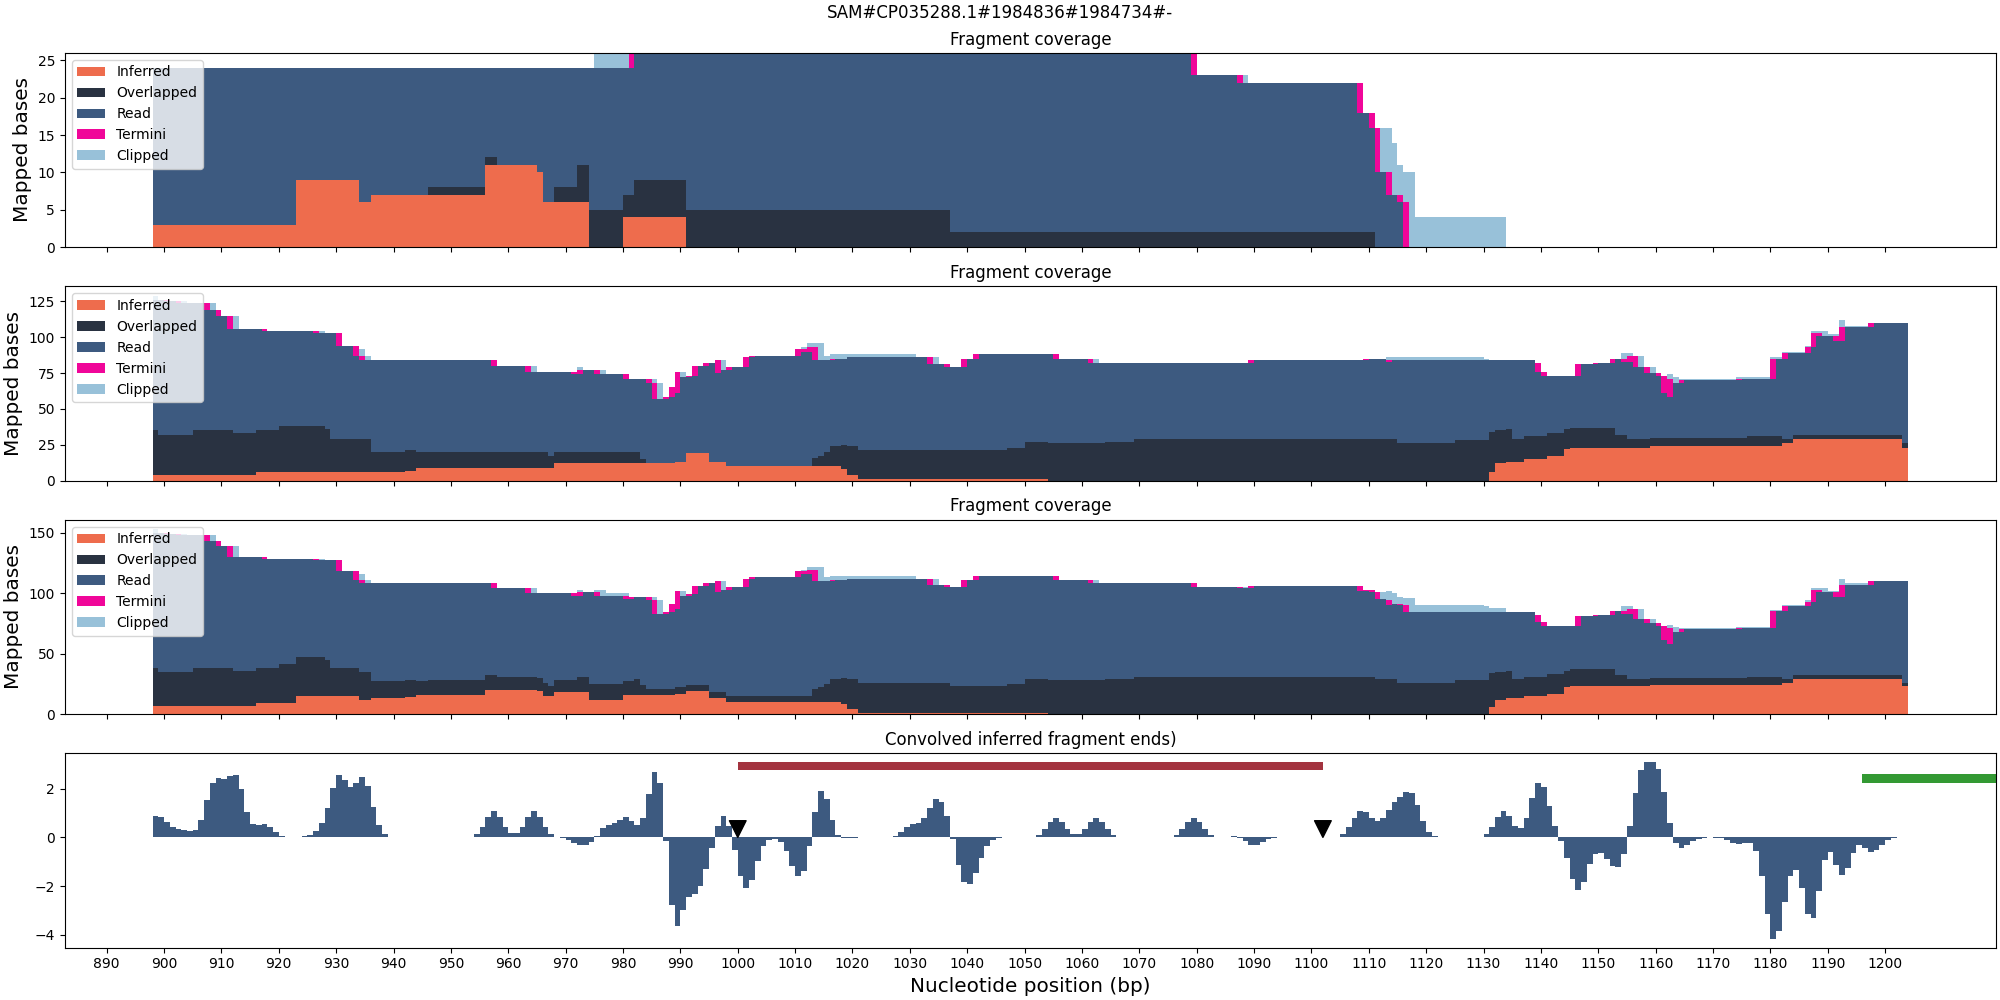 SAM#CP035288.1#1984836#1984734#-
Fragment coverage
Mapped bases
25
20
15
10
5
0
Inferred
Overlapped
Read
Termini
Clipped
Fragment coverage
Mapped bases
125
100
75
50
25
0
Inferred
Overlapped
Read
Termini
Clipped
Fragment coverage
Mapped bases
150
100
50
0
Inferred
Overlapped
Read
Termini
Clipped
Convolved inferred fragment ends)
2
0
−2
−4
890 900 910 920 930 940 950 960 970 980 990 1000 1010 1020 1030 1040 1050 1060 1070 1080 1090 1100 1110 1120 1130 1140 1150 1160 1170 1180 1190 1200
Nucleotide position (bp)